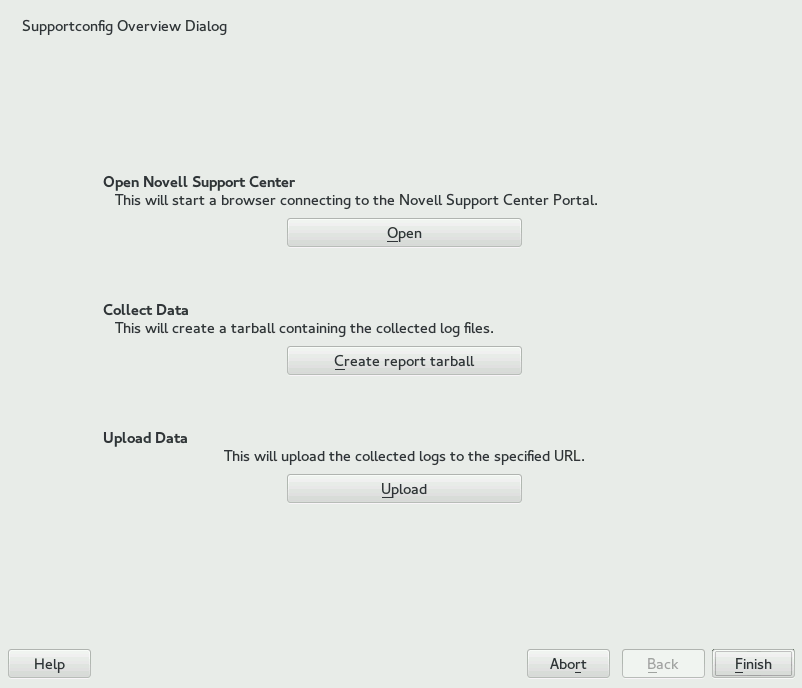 Supportconfig Overview Dialog
Open Novell Support Center
This will start a browser connecting to the Novell Support Center Portal.
Open
Collect Data
This will create a tarball containing the collected log files.
Create report tarball
Upload Data
This will upload the collected logs to the specified URL.
Upload
Help Abort Back Finish